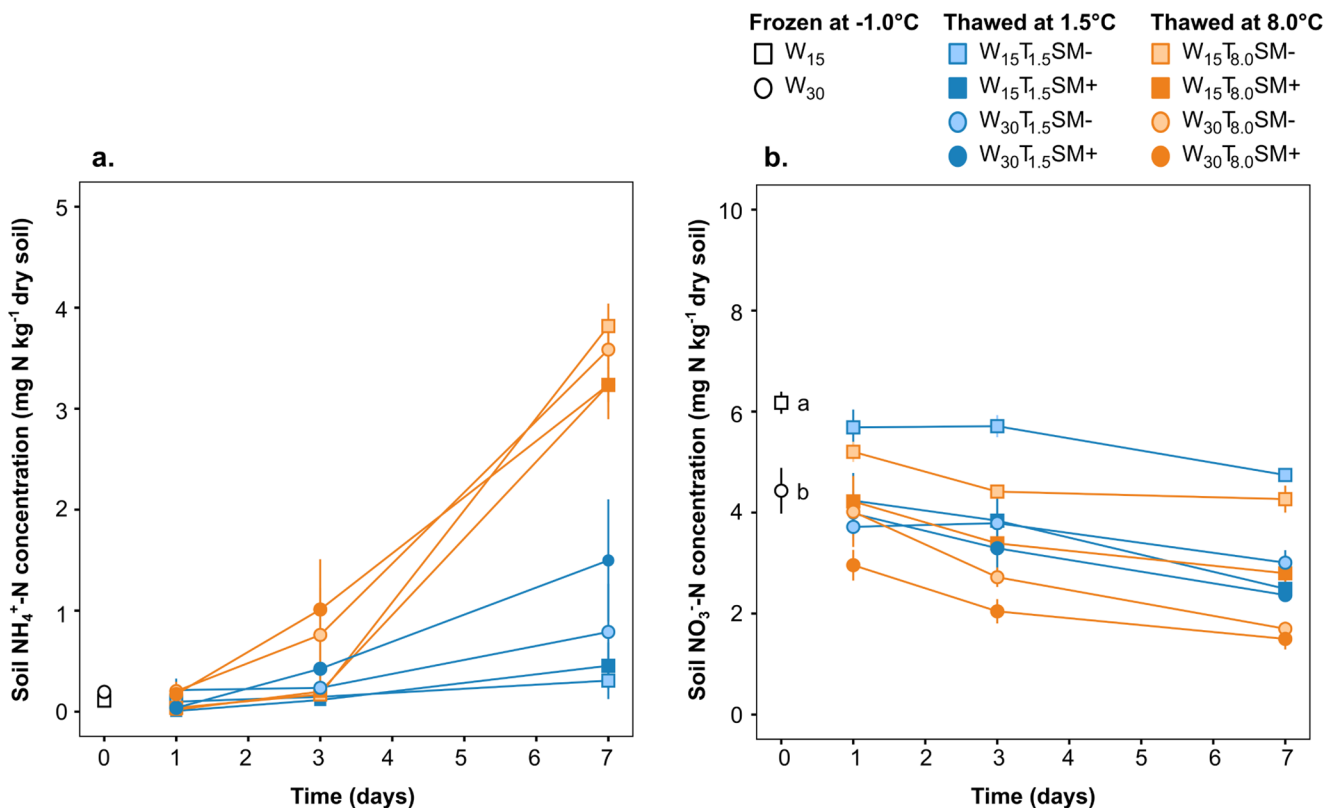 Frozen at -1.0°C
W₁₅
W₃₀
Thawed at 1.5°C
W₁₅T₁.₅SM-
W₁₅T₁.₅SM+
W₃₀T₁.₅SM-
W₃₀T₁.₅SM+
Thawed at 8.0°C
W₁₅T₈.₀SM-
W₁₅T₈.₀SM+
W₃₀T₈.₀SM-
W₃₀T₈.₀SM+
a.
Soil NH₄⁺-N concentration (mg N kg⁻¹ dry soil)
5
4
3
2
1
0
0 1 2 3 4 5 6 7
Time (days)
b.
Soil NO₃⁻-N concentration (mg N kg⁻¹ dry soil)
10
8
6
4
2
0
a
b
0 1 2 3 4 5 6 7
Time (days)